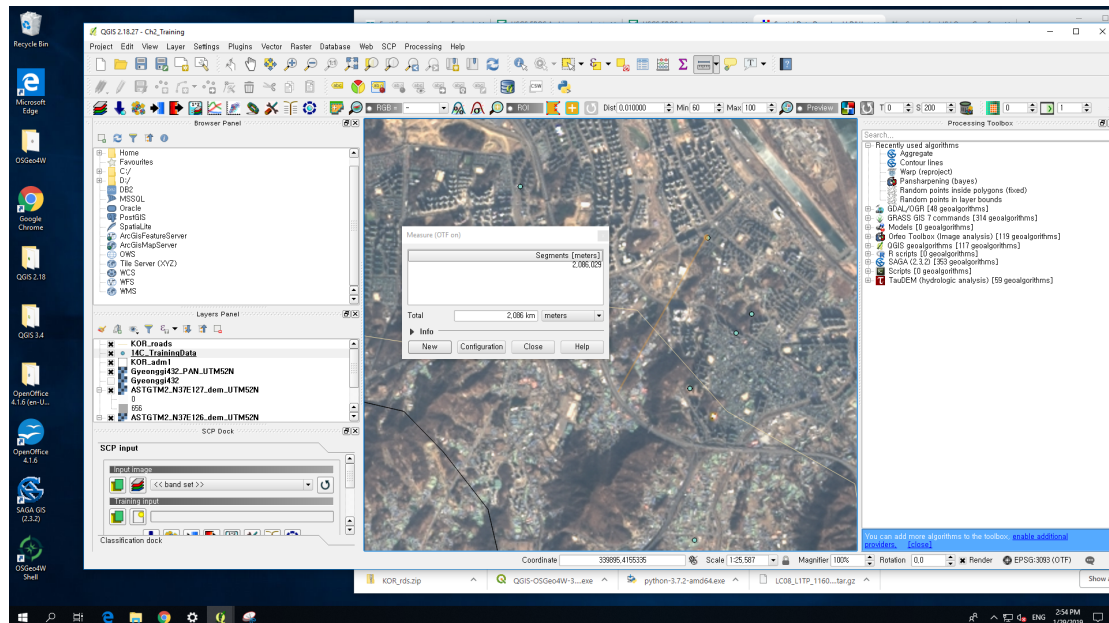 Recycle Bin
Microsoft
Edge
OSGeo4W
Google
Chrome
QGIS 2.18
QGIS 3.4
OpenOffice
4.1.6 (en-U...
OpenOffice
4.1.6
SAGA GIS
(2.3.2)
OSGeo4W
Shell
QGIS 2.18.27 - Ch2_Training
Project Edit View Layer Settings Plugins Vector Raster Database Web SCP Processing Help
CSW
RGB = - ROI Dist 0.010000 Min 60 Max 100 Preview T 0 S 200 0 1
Browser Panel
Home
Favourites
C:/
D:/
DB2
MSSQL
Oracle
PostGIS
SpatiaLite
ArcGisFeatureServer
ArcGisMapServer
OWS
Tile Server (XYZ)
WCS
WFS
WMS
Layers Panel
KOR_roads
14C_TrainingData
KOR_adm1
Gyeonggi432_PAN_UTM52N
Gyeonggi432
ASTGTM2_N37E127_dem_UTM52N
0
656
ASTGTM2_N37E126_dem_UTM52N
SCP Dock
SCP input
Input image
<< band set >>
Training input
Classification dock
Measure (OTF on)
Segments [meters]
2,086.029
Total 2,086 km meters
Info
New Configuration Close Help
Processing Toolbox
Search...
Recently used algorithms
Aggregate
Contour lines
Warp (reproject)
Pansharpening (bayes)
Random points inside polygons (fixed)
Random points in layer bounds
GDAL/OGR [48 geoalgorithms]
GRASS GIS 7 commands [314 geoalgorithms]
Models [0 geoalgorithms]
Orfeo Toolbox (Image analysis) [119 geoalgorithms]
QGIS geoalgorithms [117 geoalgorithms]
R scripts [0 geoalgorithms]
SAGA (2.3.2) [353 geoalgorithms]
Scripts [0 geoalgorithms]
TauDEM (hydrologic analysis) [59 geoalgorithms]
You can add more algorithms to the toolbox, enable additional
providers. [close]
Coordinate 339895,4155335 Scale 1:25,587 Magnifier 100% Rotation 0,0 Render EPSG:3093 (OTF)
KOR_rds.zip QGIS-OSGeo4W-3....exe python-3.7.2-amd64.exe LC08_L1TP_1160...tar.gz Show
ENG 2:54 PM
1/29/2019